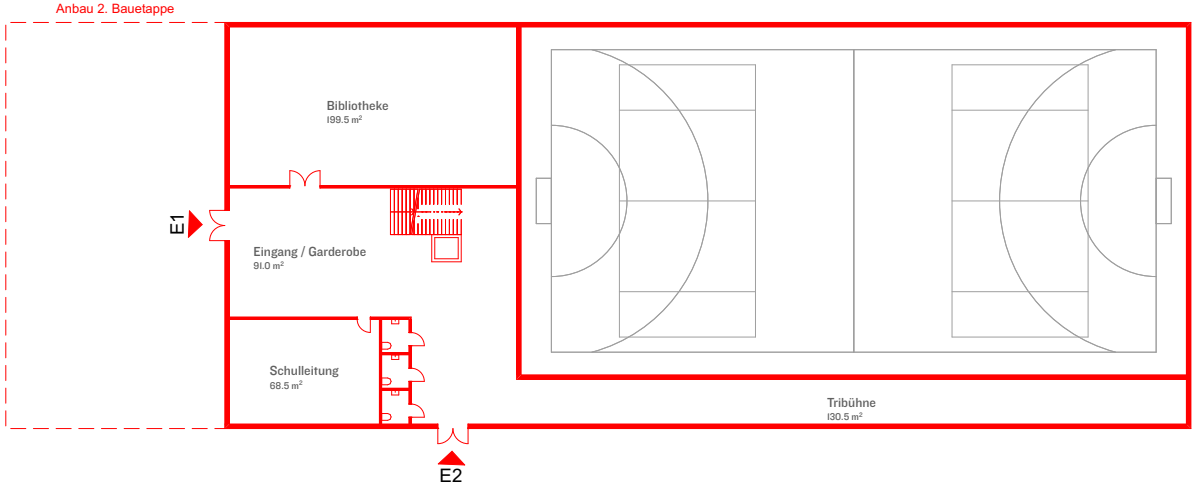 Anbau 2. Bauetappe
Bibliotheke
199.5 m²
E1
Eingang / Garderobe
91.0 m²
Schulleitung
68.5 m²
Tribühne
130.5 m²
E2